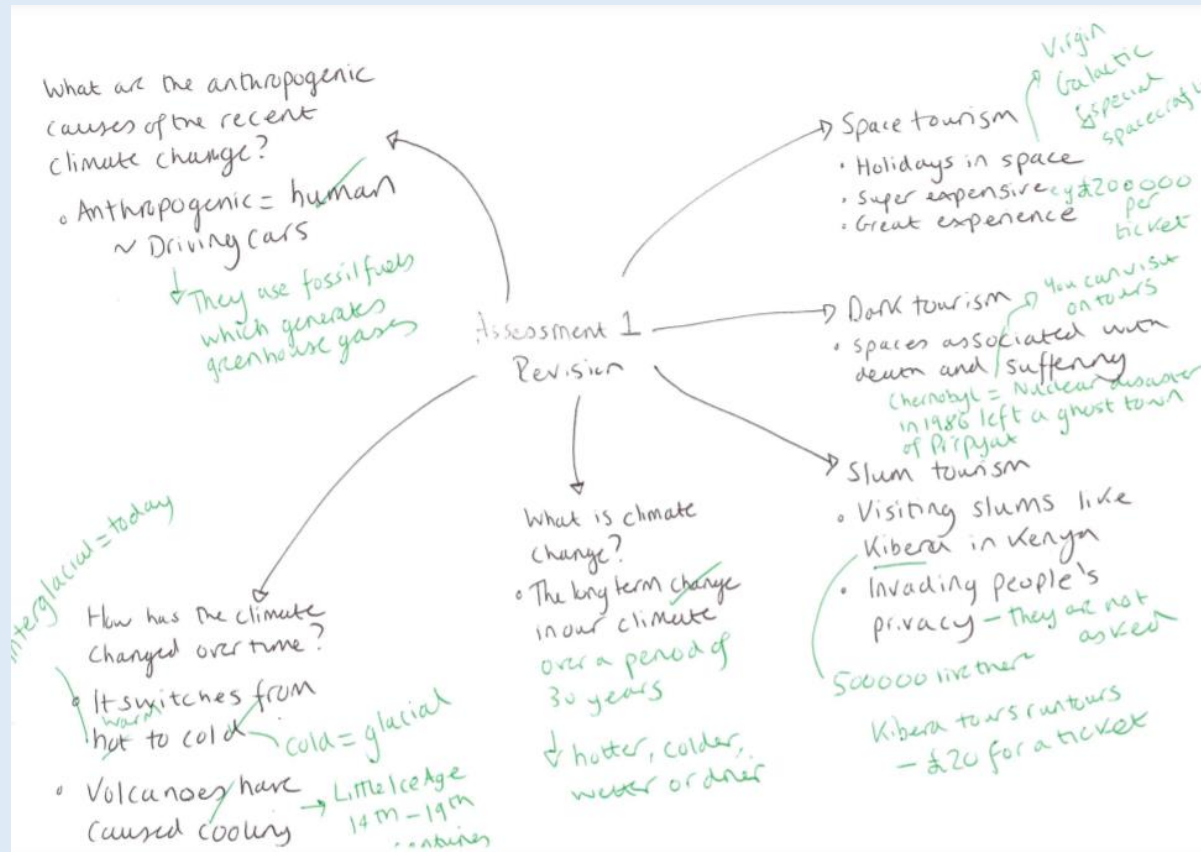 What are the anthropogenic
causes of the recent
climate change?
• Anthropogenic = human
~ Driving cars
They use fossil fuels
which generates
greenhouse gases
Assessment 1
Revision
Virgin
Galactic
special
spacecraft
Space tourism
• Holidays in space
• Super expensive eg £200000
per
ticket
• Great experience
Dark tourism
You can visit
on tours
• spaces associated with
death and suffering
Chernobyl = Nuclear disaster
in 1986 left a ghost town
of Pirpyat
Slum tourism
• Visiting slums like
Kibera in Kenya
• Invading people's
privacy - they are not
asked
500000 live there
Kibera tours run tours
- £20 for a ticket
What is climate
change?
• The long term change
in our climate
over a period of
30 years
hotter, colder,
wetter or drier
interglacial = today
How has the climate
changed over time?
• It switches from
warm
hot to cold
cold = glacial
• Volcanoes have
caused cooling
→ Little Ice Age
14th - 19th
centuries